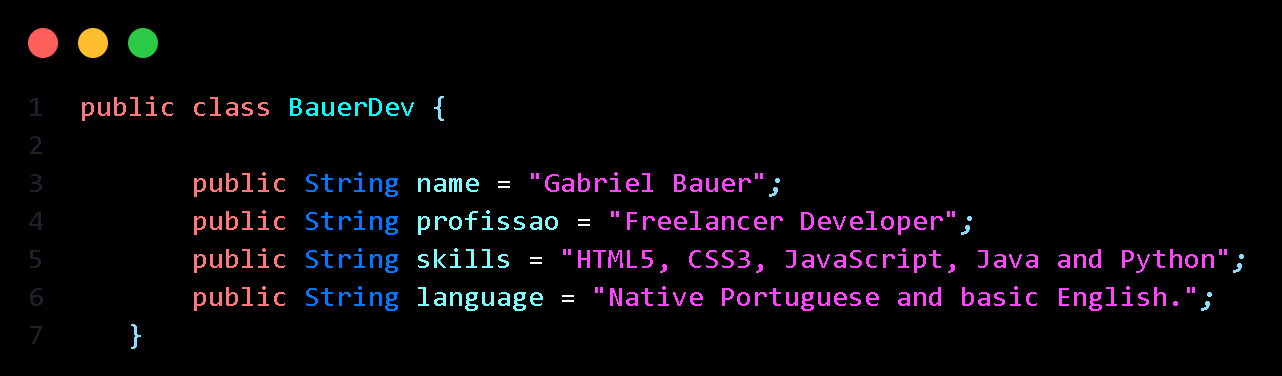 1 public class BauerDev {
2
3 public String name = "Gabriel Bauer";
4 public String profissao = "Freelancer Developer";
5 public String skills = "HTML5, CSS3, JavaScript, Java and Python";
6 public String language = "Native Portuguese and basic English.";
7 }